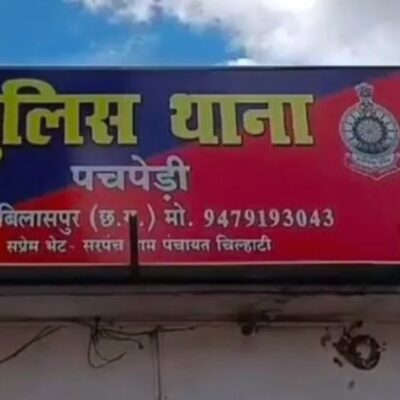 पुलिस थाना
पचपेड़ी
बिलासपुर (छ.ग.) मो. 9479193043
सप्रेम भेंट - सरपंच ग्राम पंचायत चिल्हाटी